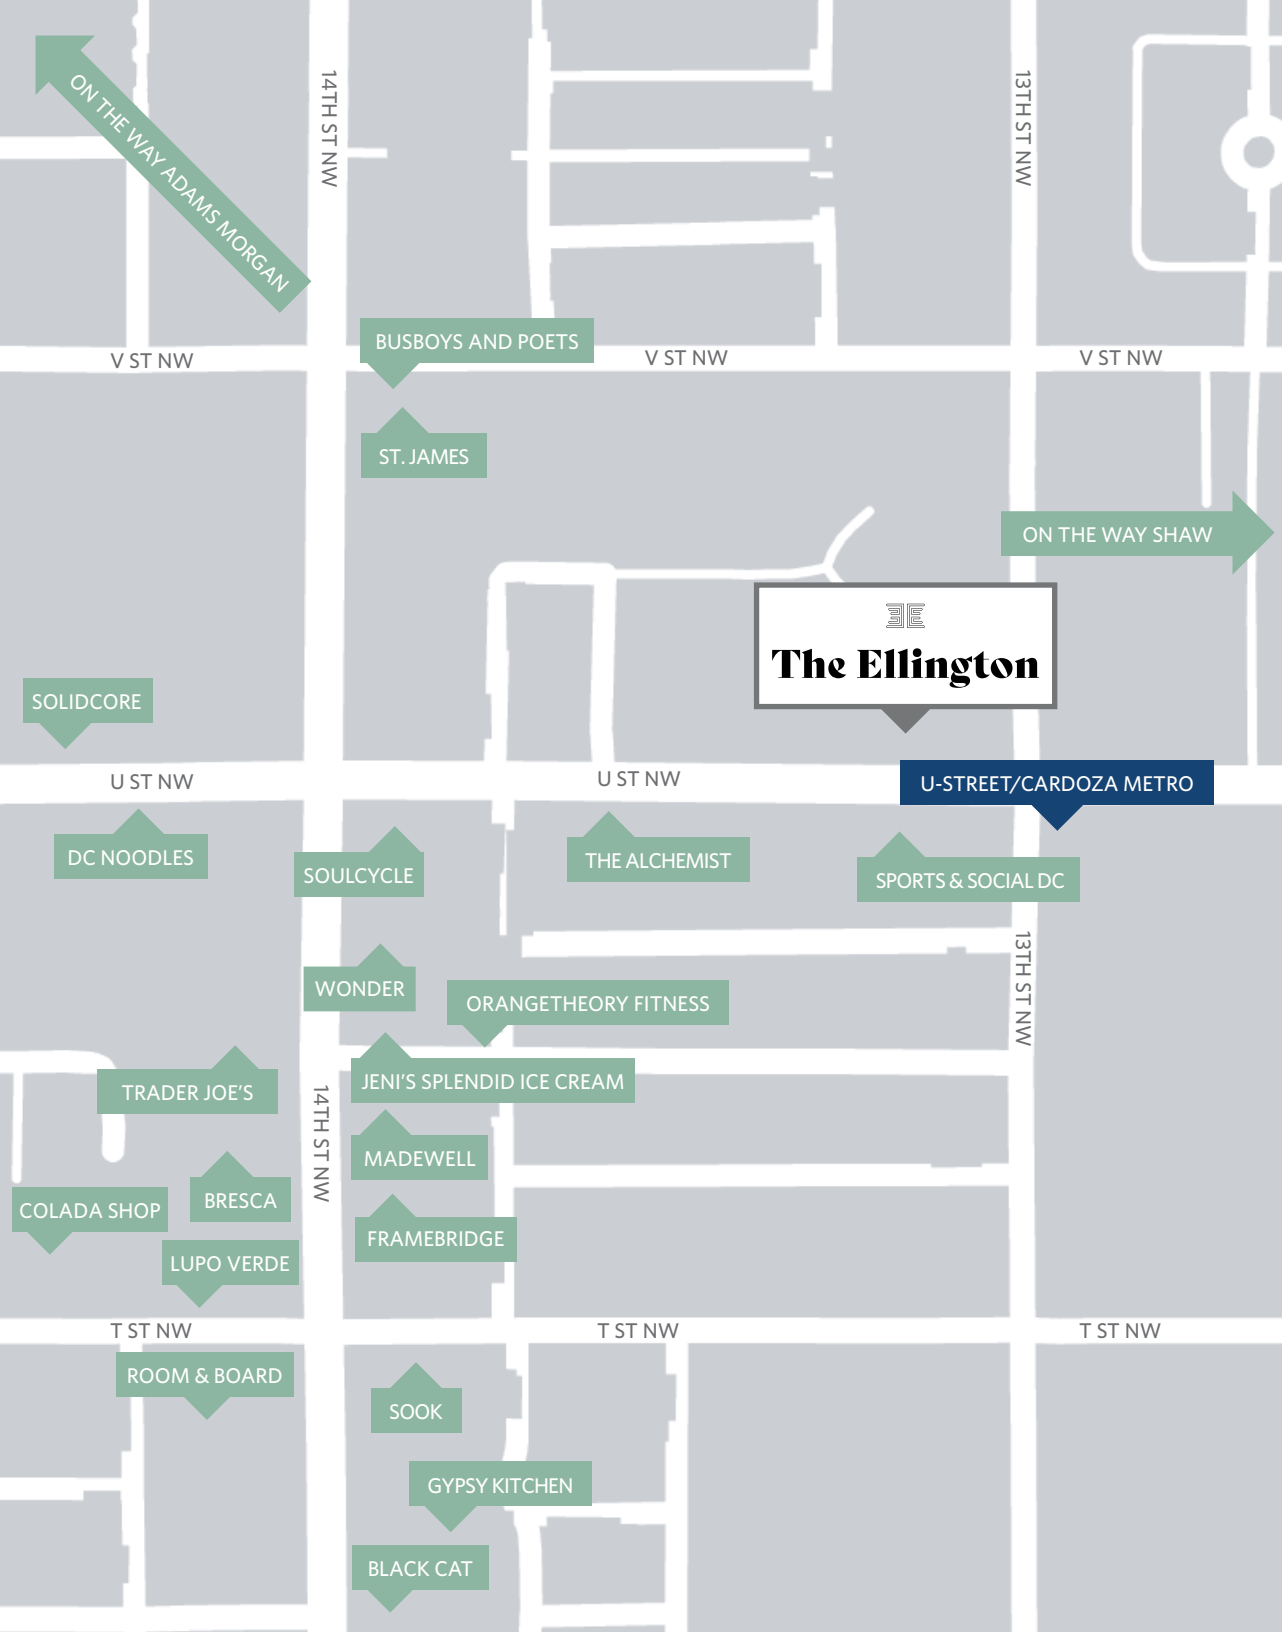 ON THE WAY ADAMS MORGAN
14TH ST NW
13TH ST NW
BUSBOYS AND POETS
V ST NW
V ST NW
V ST NW
ST. JAMES
ON THE WAY SHAW
The Ellington
SOLIDCORE
U ST NW
U ST NW
U-STREET/CARDOZA METRO
DC NOODLES
SOULCYCLE
THE ALCHEMIST
SPORTS & SOCIAL DC
13TH ST NW
WONDER
ORANGETHEORY FITNESS
JENI'S SPLENDID ICE CREAM
TRADER JOE'S
14TH ST NW
MADEWELL
BRESCA
COLADA SHOP
FRAMEBRIDGE
LUPO VERDE
T ST NW
T ST NW
T ST NW
ROOM & BOARD
SOOK
GYPSY KITCHEN
BLACK CAT